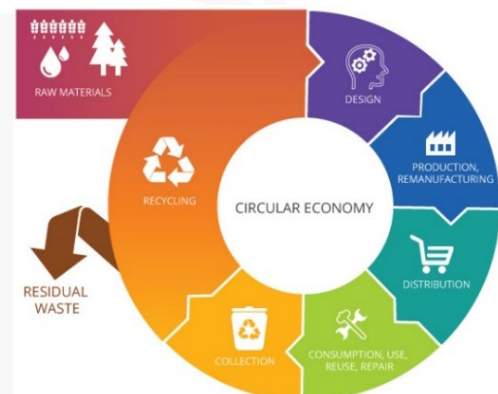 RAW MATERIALS
DESIGN
PRODUCTION,
REMANUFACTURING
RECYCLING
CIRCULAR ECONOMY
DISTRIBUTION
RESIDUAL
WASTE
COLLECTION
CONSUMPTION, USE,
REUSE, REPAIR